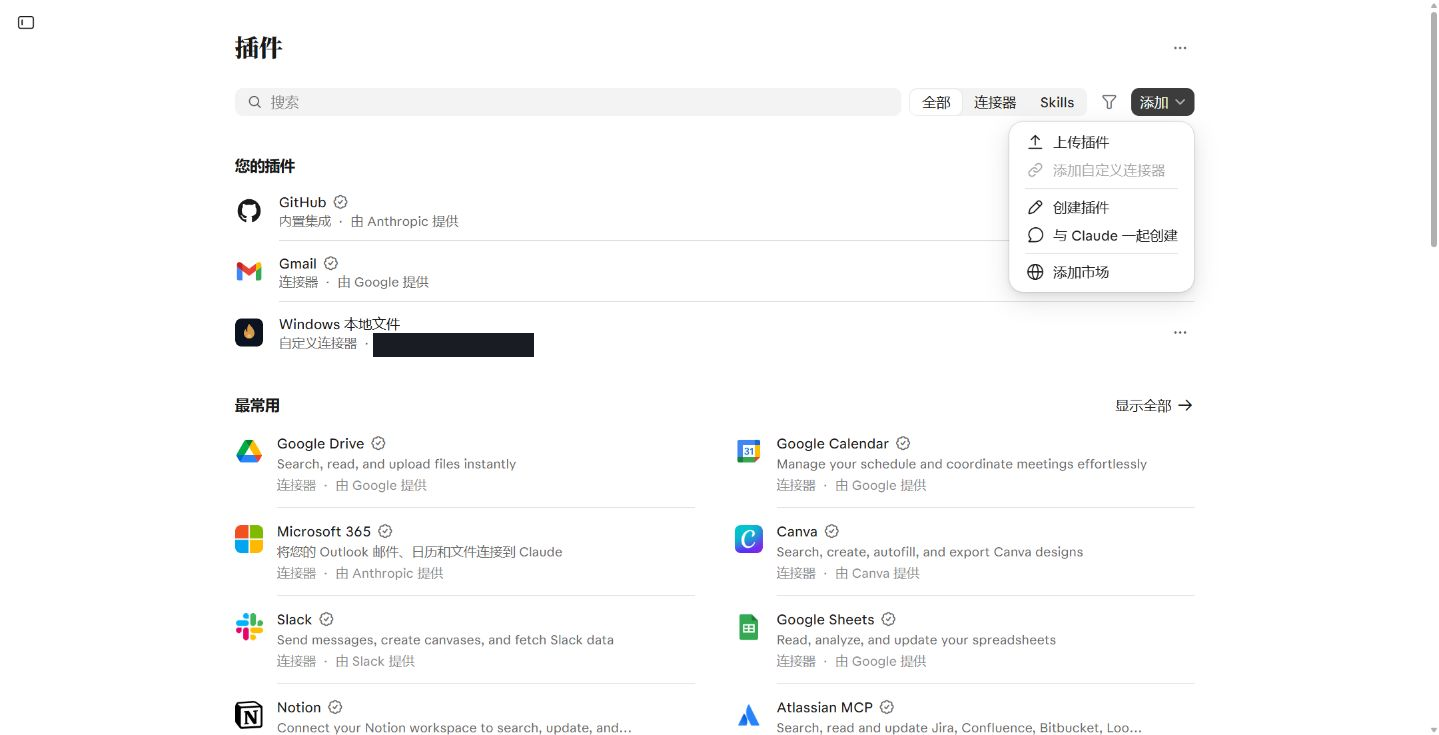 插件
搜索
全部 连接器 Skills 添加
上传插件
添加自定义连接器
创建插件
与 Claude 一起创建
添加市场
您的插件
GitHub
内置集成 · 由 Anthropic 提供
Gmail
连接器 · 由 Google 提供
Windows 本地文件
自定义连接器 ·
最常用
显示全部
Google Drive
Search, read, and upload files instantly
连接器 · 由 Google 提供
Google Calendar
Manage your schedule and coordinate meetings effortlessly
连接器 · 由 Google 提供
Microsoft 365
将您的 Outlook 邮件、日历和文件连接到 Claude
连接器 · 由 Anthropic 提供
Canva
Search, create, autofill, and export Canva designs
连接器 · 由 Canva 提供
Slack
Send messages, create canvases, and fetch Slack data
连接器 · 由 Slack 提供
Google Sheets
Read, analyze, and update your spreadsheets
连接器 · 由 Google 提供
Notion
Connect your Notion workspace to search, update, and...
Atlassian MCP
Search, read and update Jira, Confluence, Bitbucket, Loo...
31